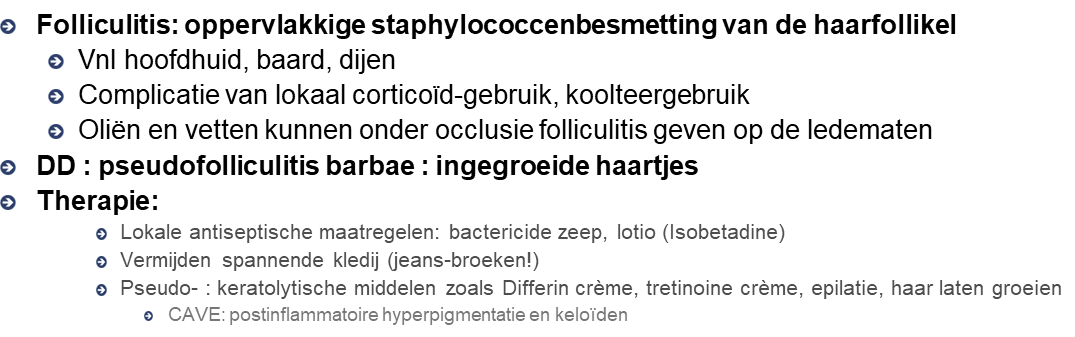 Folliculitis: oppervlakkige staphylococcenbesmetting van de haarfollikel
Vnl hoofdhuid, baard, dijen
Complicatie van lokaal corticoïd-gebruik, koolteergebruik
Oliën en vetten kunnen onder occlusie folliculitis geven op de ledematen
DD : pseudofolliculitis barbae : ingegroeide haartjes
Therapie:
Lokale antiseptische maatregelen: bactericide zeep, lotio (Isobetadine)
Vermijden spannende kledij (jeans-broeken!)
Pseudo- : keratolytische middelen zoals Differin crème, tretinoine crème, epilatie, haar laten groeien
CAVE: postinflammatoire hyperpigmentatie en keloïden